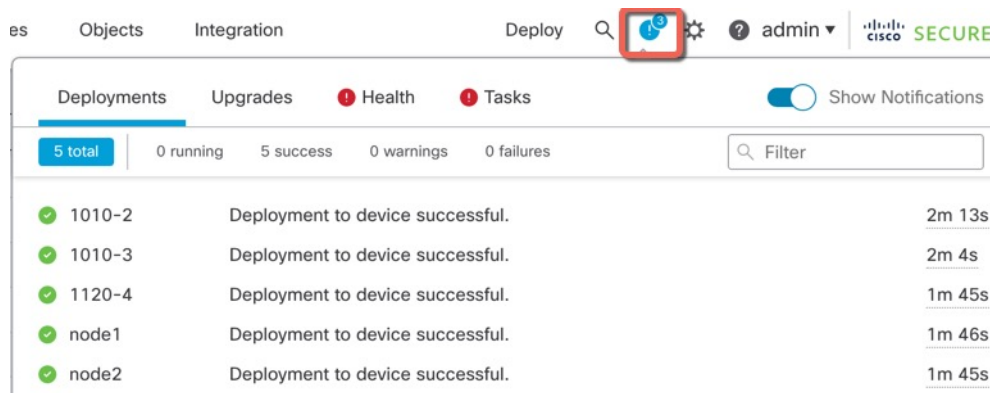 es Objects Integration Deploy 3 admin cisco SECURE
Deployments Upgrades Health Tasks Show Notifications
5 total 0 running 5 success 0 warnings 0 failures Filter
1010-2 Deployment to device successful. 2m 13s
1010-3 Deployment to device successful. 2m 4s
1120-4 Deployment to device successful. 1m 45s
node1 Deployment to device successful. 1m 46s
node2 Deployment to device successful. 1m 45s